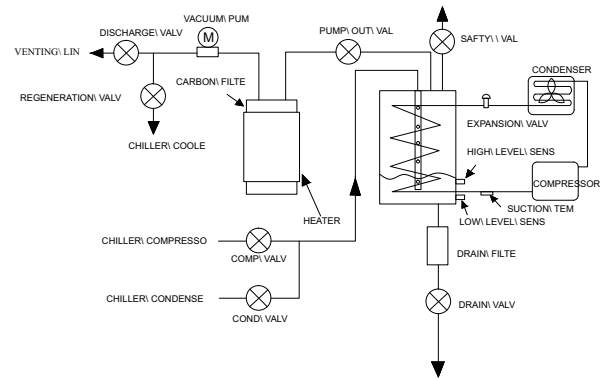 VACUUM\ PUM
DISCHARGE\ VALV
M
PUMP\ OUT\ VAL
SAFTY\ \ VAL
VENTING\ LIN
CONDENSER
CARBON\ FILTE
REGENERATION\ VALV
EXPANSION\ VALV
CHILLER\ COOLE
HIGH\ LEVEL\ SENS
COMPRESSOR
SUCTION\ TEM
HEATER
LOW\ LEVEL\ SENS
CHILLER\ COMPRESSO
COMP\ VALV
DRAIN\ FILTE
CHILLER\ CONDENSE
COND\ VALV
DRAIN\ VALV